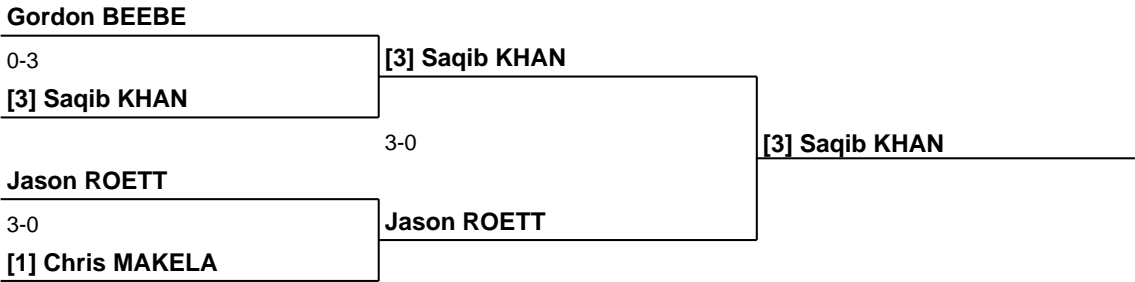 Gordon BEEBE
0-3
[3] Saqib KHAN
[3] Saqib KHAN
3-0
[3] Saqib KHAN
Jason ROETT
3-0
Jason ROETT
[1] Chris MAKELA